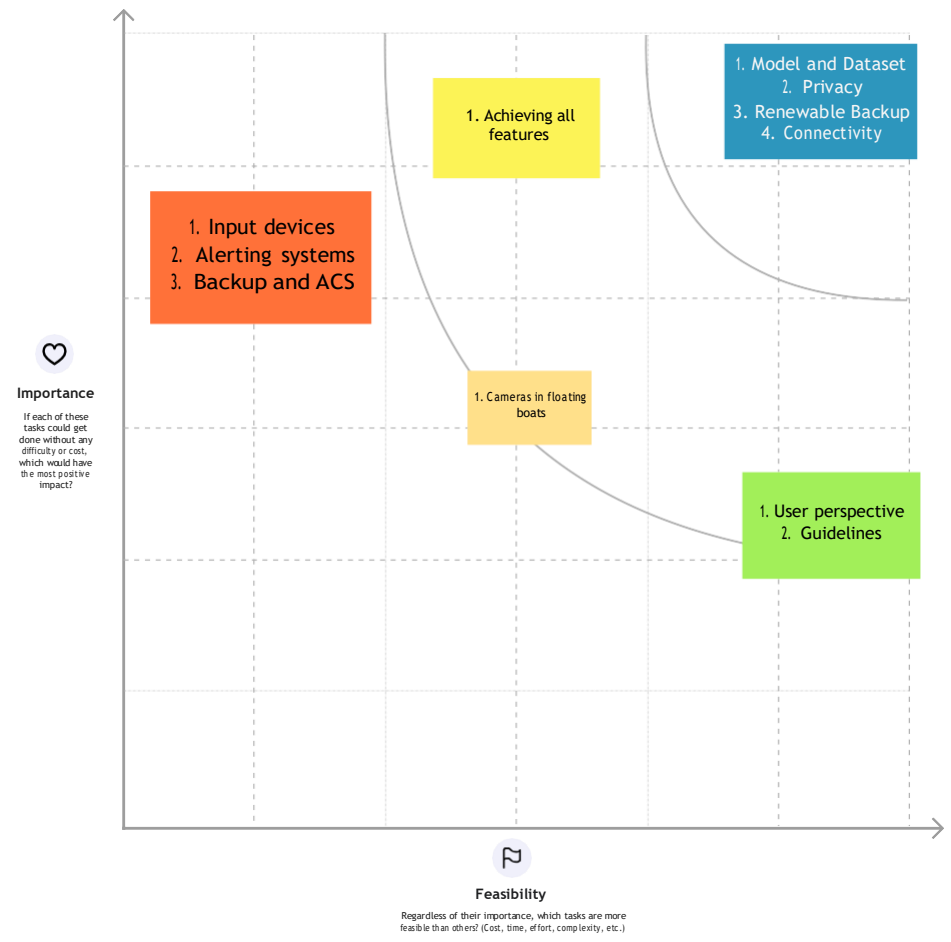 1. Model and Dataset
2. Privacy
3. Renewable Backup
4. Connectivity
1. Achieving all
features
1. Input devices
2. Alerting systems
3. Backup and ACS
Importance
If each of these
tasks could get
done without any
difficulty or cost,
which would have
the most positive
impact?
1. Cameras in floating
boats
1. User perspective
2. Guidelines
Feasibility
Regardless of their importance, which tasks are more
feasible than others? (Cost, time, effort, complexity, etc.)